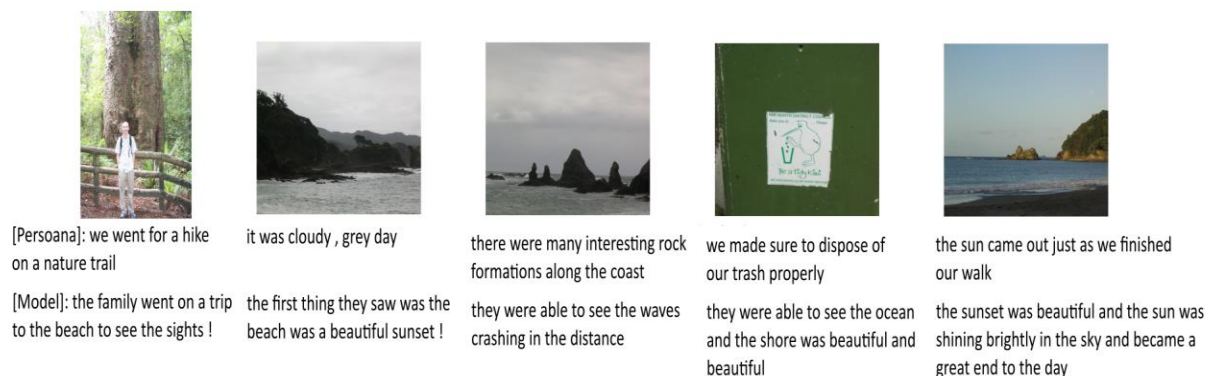 Be a Tidy Kiwi
[Persoana]: we went for a hike
on a nature trail
it was cloudy , grey day
there were many interesting rock
formations along the coast
we made sure to dispose of
our trash properly
the sun came out just as we finished
our walk
[Model]: the family went on a trip
to the beach to see the sights !
the first thing they saw was the
beach was a beautiful sunset !
they were able to see the waves
crashing in the distance
they were able to see the ocean
and the shore was beautiful and
beautiful
the sunset was beautiful and the sun was
shining brightly in the sky and became a
great end to the day